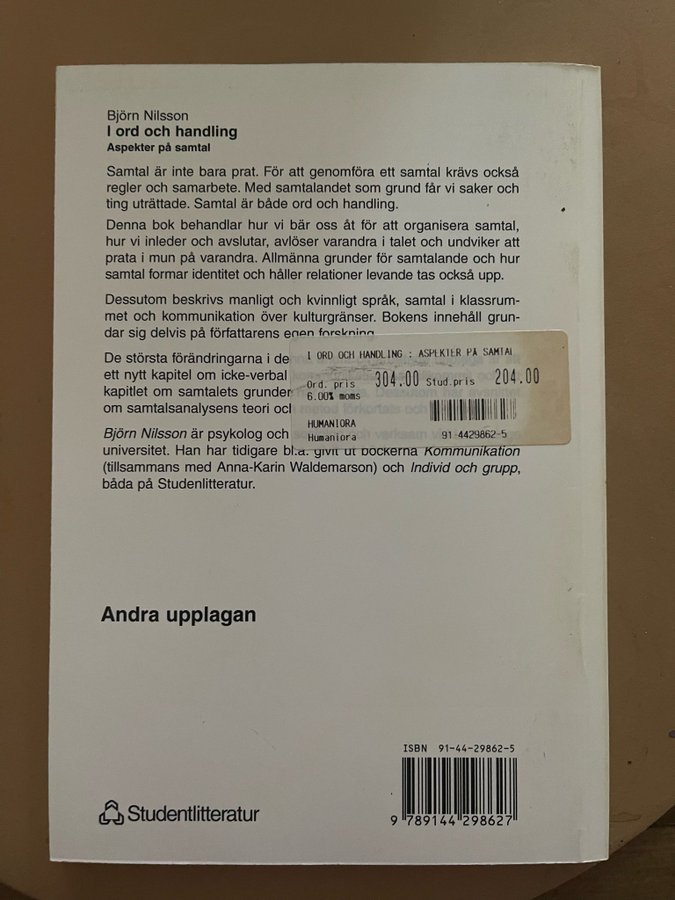 Björn Nilsson
I ord och handling
Aspekter på samtal
Samtal är inte bara prat. För att genomföra ett samtal krävs också
regler och samarbete. Med samtalandet som grund får vi saker och
ting uträttade. Samtal är både ord och handling.
Denna bok behandlar hur vi bär oss åt för att organisera samtal,
hur vi inleder och avslutar, avlöser varandra i talet och undviker att
prata i mun på varandra. Allmänna grunder för samtalande och hur
samtal formar identitet och håller relationer levande tas också upp.
Dessutom beskrivs manligt och kvinnligt språk, samtal i klassrum-
met och kommunikation över kulturgränser. Bokens innehåll grun-
dar sig delvis på författarens egen forskning.
De största förändringarna i
ett nytt kapitel om icke-verbal
kapitlet om samtalets grunder
Dessutom har avsnittet
om samtalsanalysens teori och metod förkortats och
Björn Nilsson är psykolog och
verksam
universitet. Han har tidigare bl.a. givit ut böckerna Kommunikation
(tillsammans med Anna-Karin Waldemarson) och Individ och grupp,
båda på Studentlitteratur.
I ORD OCH HANDLING : ASPEKTER PÅ SAMTAL
Ord. pris 304.00 Stud.pris 204.00
6.00% moms
HUMANIORA
Humaniora 91-4429862-5
Andra upplagan
ISBN 91-44-29862-5
9 789144 298627
Studentlitteratur